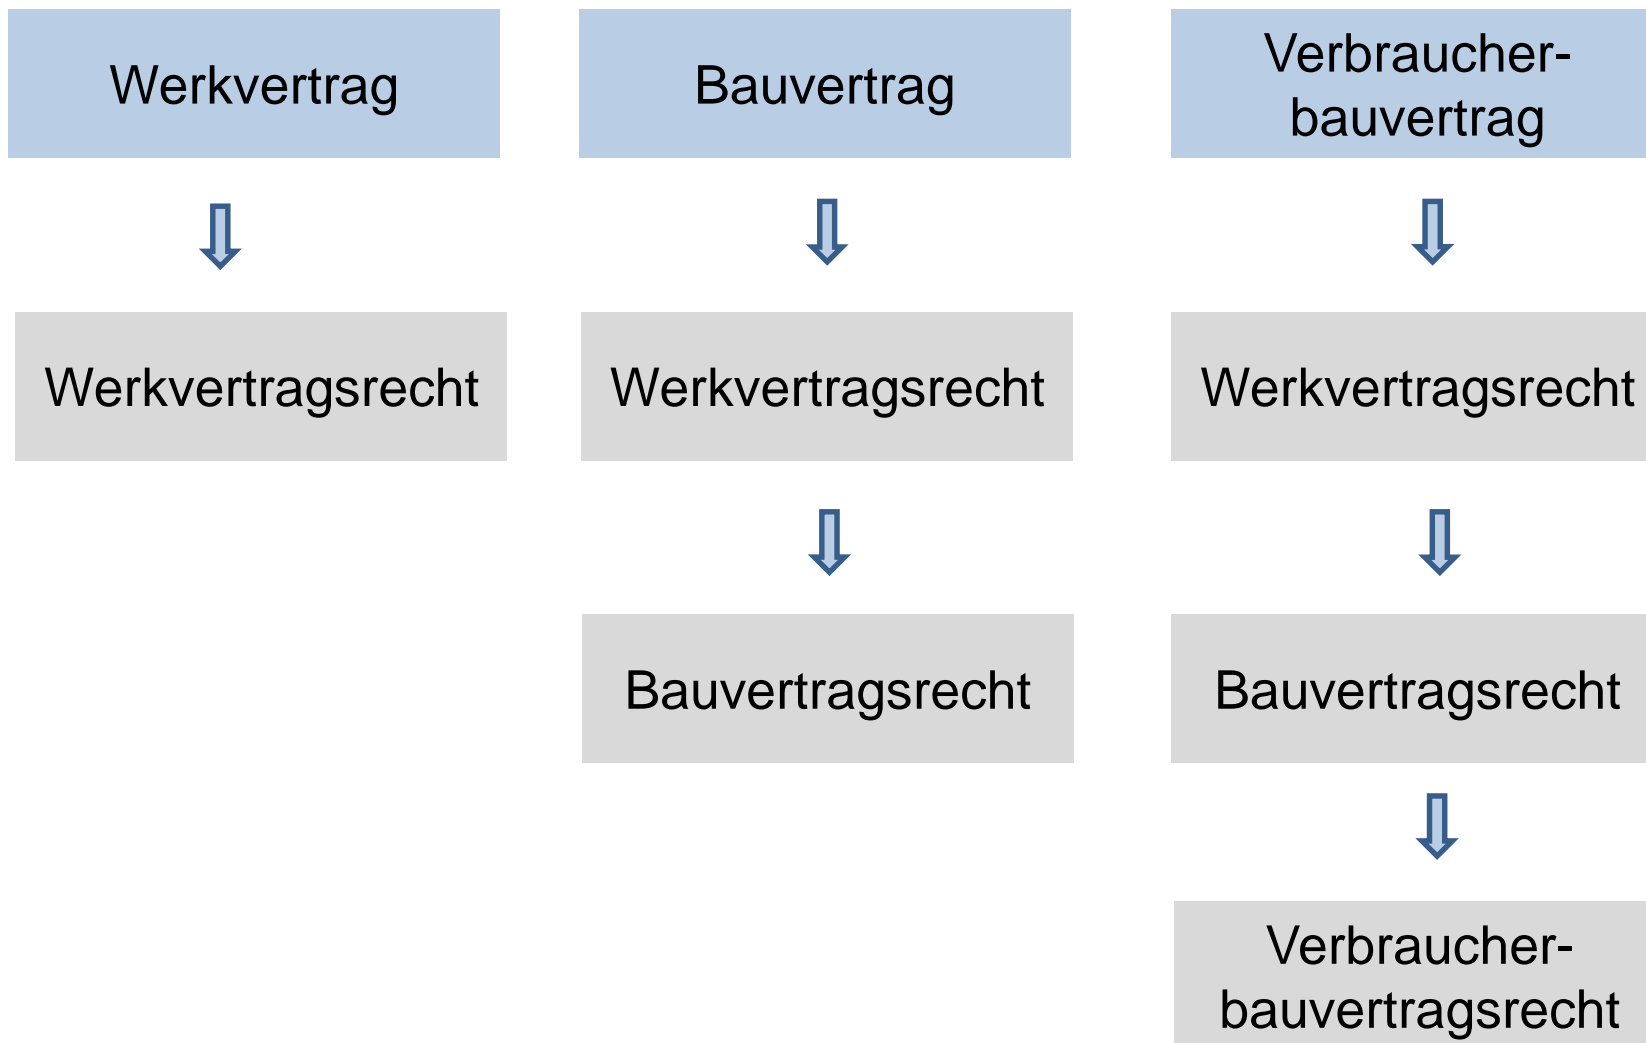 Werkvertrag
Bauvertrag
Verbraucher-
bauvertrag
Werkvertragsrecht
Werkvertragsrecht
Werkvertragsrecht
Bauvertragsrecht
Bauvertragsrecht
Verbraucher-
bauvertragsrecht